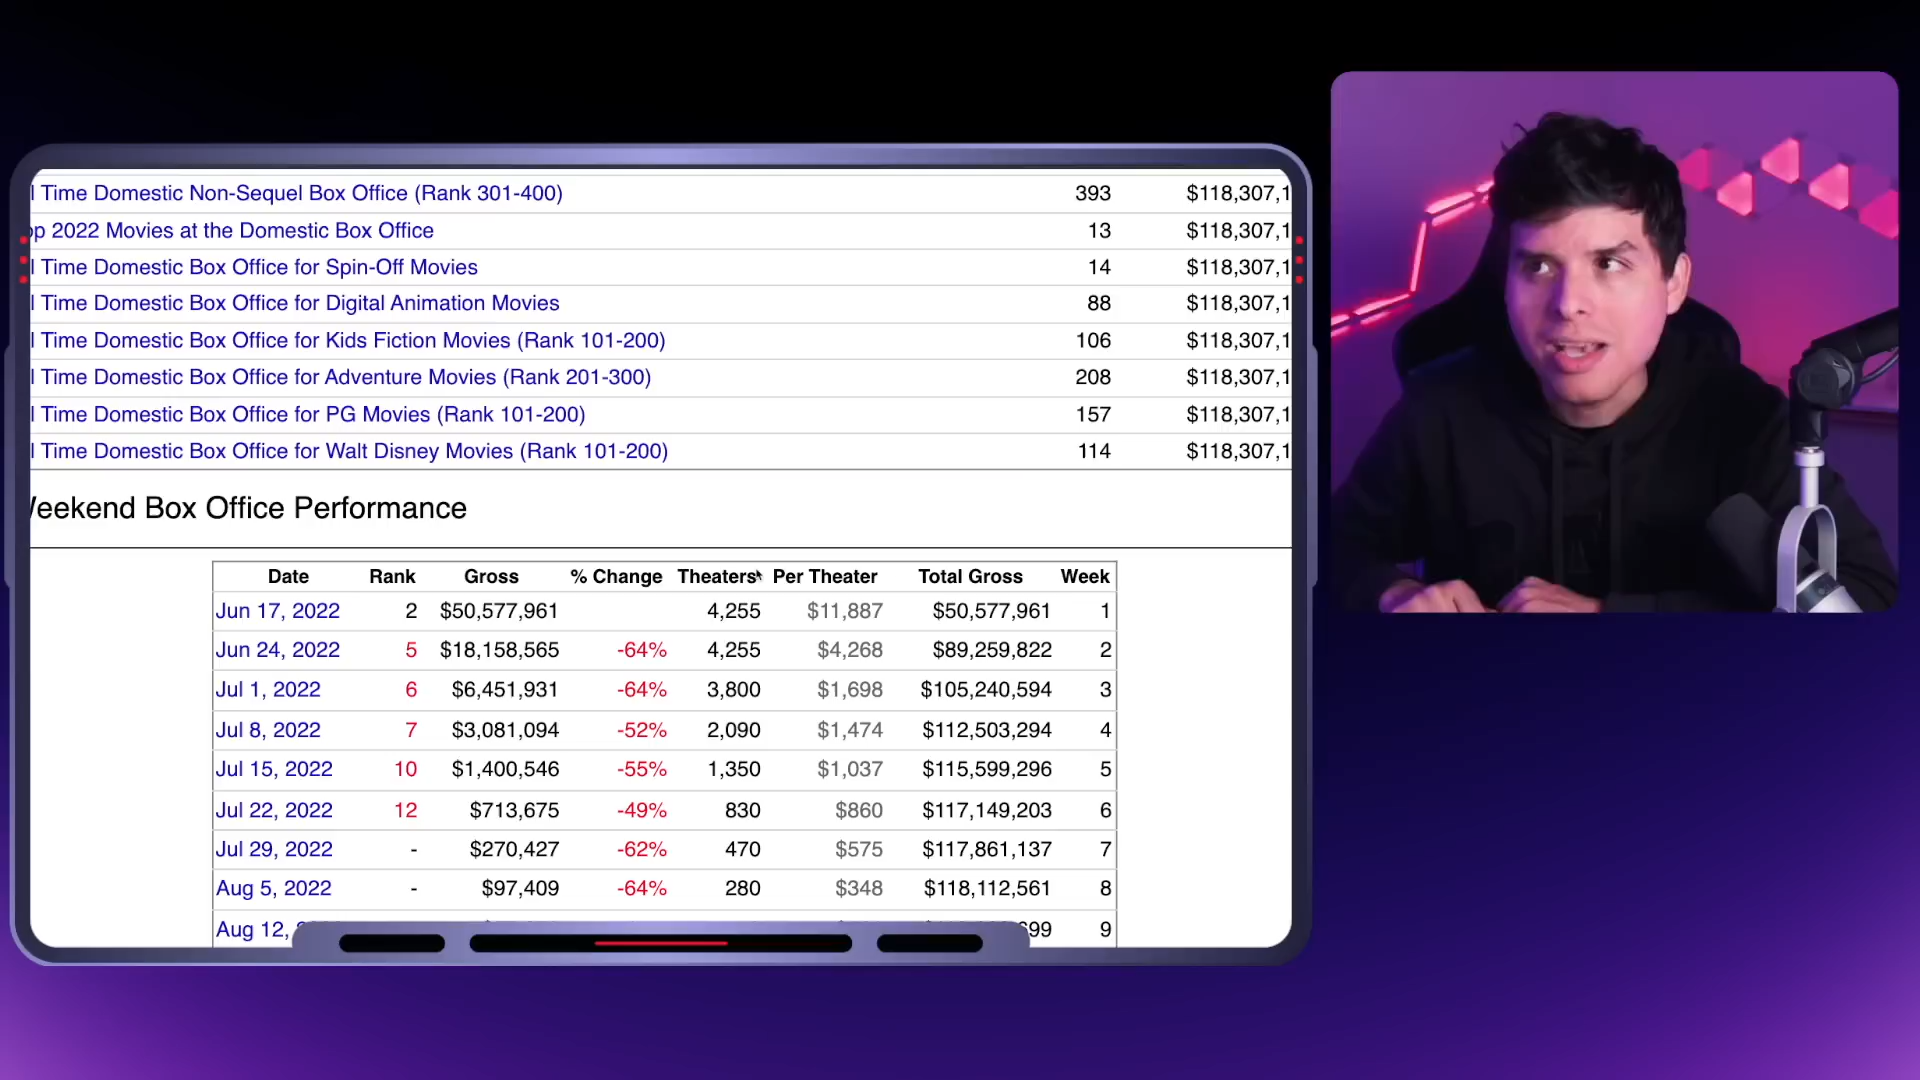 l Time Domestic Non-Sequel Box Office (Rank 301-400) 393 $118,307,1
op 2022 Movies at the Domestic Box Office 13 $118,307,1
l Time Domestic Box Office for Spin-Off Movies 14 $118,307,1
l Time Domestic Box Office for Digital Animation Movies 88 $118,307,1
l Time Domestic Box Office for Kids Fiction Movies (Rank 101-200) 106 $118,307,1
l Time Domestic Box Office for Adventure Movies (Rank 201-300) 208 $118,307,1
l Time Domestic Box Office for PG Movies (Rank 101-200) 157 $118,307,1
l Time Domestic Box Office for Walt Disney Movies (Rank 101-200) 114 $118,307,1
eekend Box Office Performance
Date Rank Gross % Change Theaters Per Theater Total Gross Week
Jun 17, 2022 2 $50,577,961 4,255 $11,887 $50,577,961 1
Jun 24, 2022 5 $18,158,565 -64% 4,255 $4,268 $89,259,822 2
Jul 1, 2022 6 $6,451,931 -64% 3,800 $1,698 $105,240,594 3
Jul 8, 2022 7 $3,081,094 -52% 2,090 $1,474 $112,503,294 4
Jul 15, 2022 10 $1,400,546 -55% 1,350 $1,037 $115,599,296 5
Jul 22, 2022 12 $713,675 -49% 830 $860 $117,149,203 6
Jul 29, 2022 - $270,427 -62% 470 $575 $117,861,137 7
Aug 5, 2022 - $97,409 -64% 280 $348 $118,112,561 8
Aug 12, 99 9